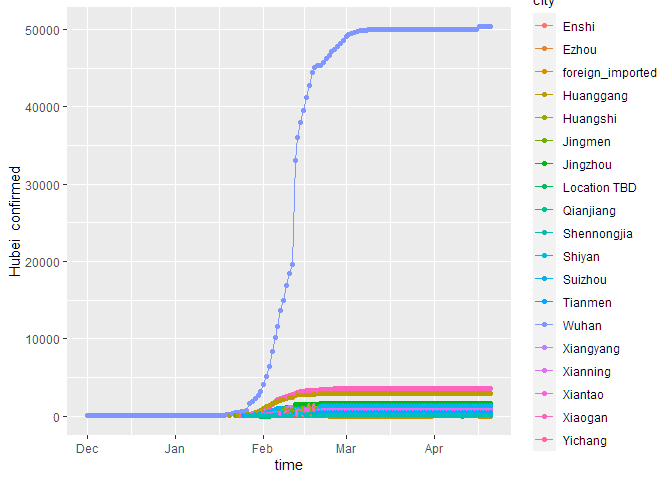 city
50000
40000
30000
20000
10000
0
Hubei confirmed
Dec
Jan
Feb
Mar
Apr
time
Enshi
Ezhou
foreign_imported
Huanggang
Huangshi
Jingmen
Jingzhou
Location TBD
Qianjiang
Shennongjia
Shiyan
Suizhou
Tianmen
Wuhan
Xiangyang
Xianning
Xiantao
Xiaogan
Yichang